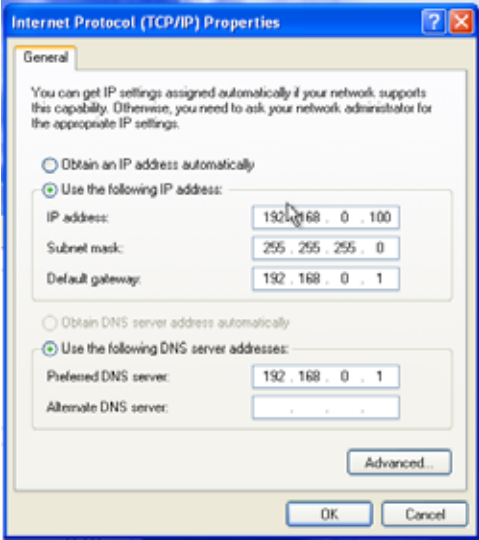 Internet Protocol (TCP/IP) Properties
General
You can get IP settings assigned automatically if your network supports
this capability. Otherwise, you need to ask your network administrator for
the appropriate IP settings.
Obtain an IP address automatically
Use the following IP address:
IP address: 192 . 168 . 0 . 100
Subnet mask: 255 . 255 . 255 . 0
Default gateway: 192 . 168 . 0 . 1
Obtain DNS server address automatically
Use the following DNS server addresses:
Preferred DNS server: 192 . 168 . 0 . 1
Alternate DNS server: . . .
Advanced...
OK Cancel